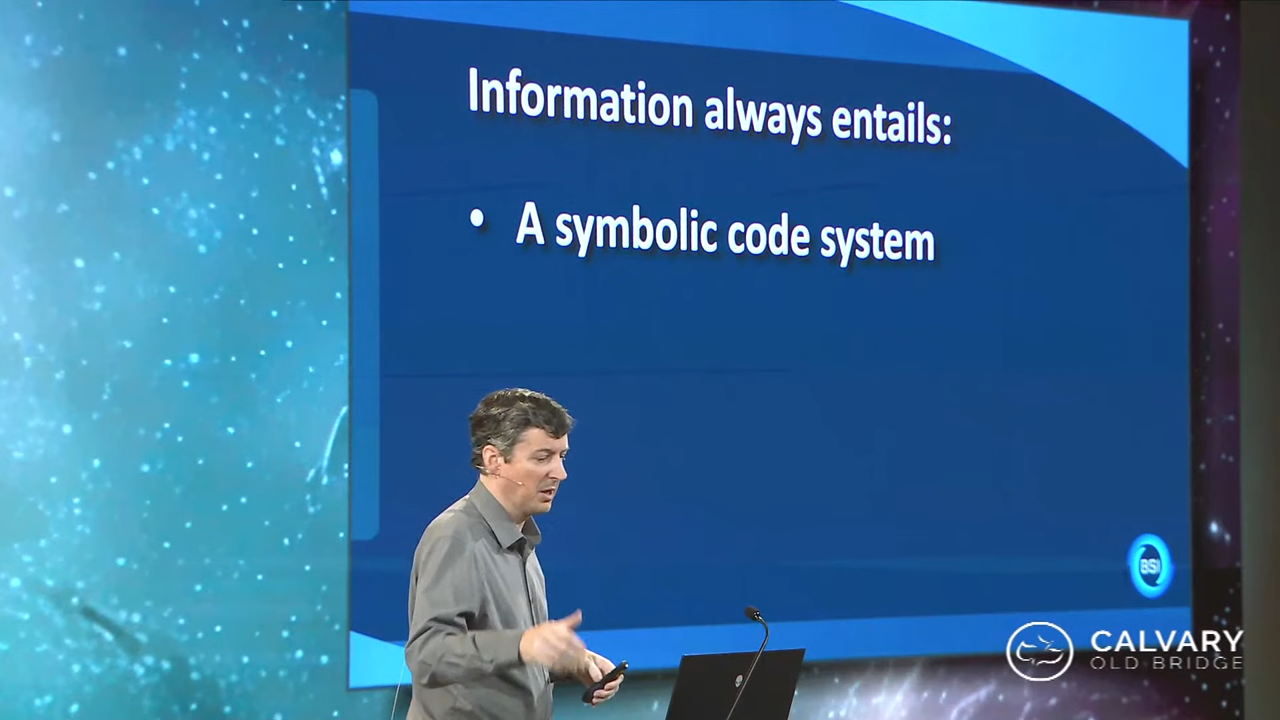 Information always entails:
• A symbolic code system
BSI
CALVARY
OLD BRIDGE